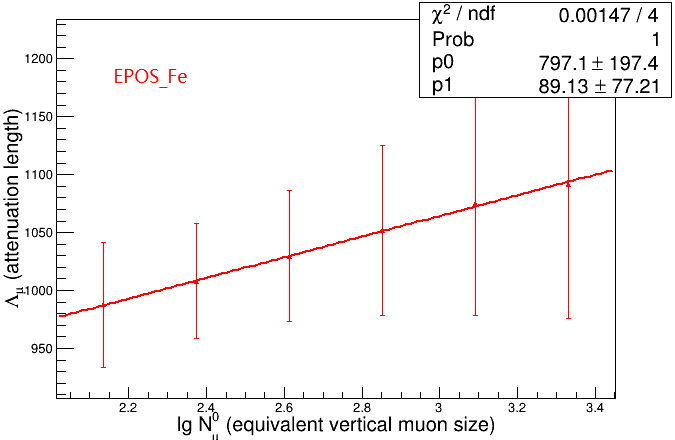 χ² / ndf 0.00147 / 4
Prob 1
p0 797.1 ± 197.4
p1 89.13 ± 77.21
EPOS_Fe
Λμ (attenuation length)
1200
1150
1100
1050
1000
950
2.2 2.4 2.6 2.8 3 3.2 3.4
lg N⁰μ (equivalent vertical muon size)